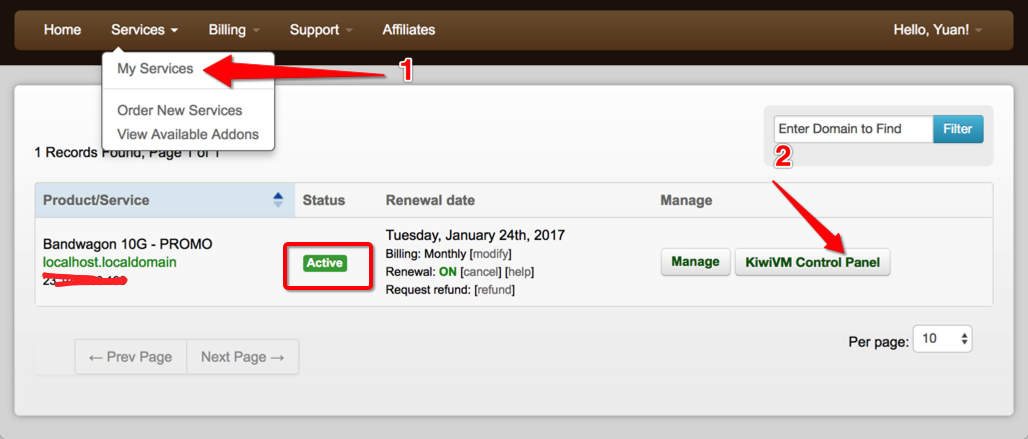 Home Services Billing Support Affiliates Hello, Yuan!
My Services
1
Order New Services
View Available Addons
1 Records Found, Page 1 of 1
Enter Domain to Find Filter
2
Product/Service Status Renewal date Manage
Bandwagon 10G - PROMO
localhost.localdomain
Active
Tuesday, January 24th, 2017
Billing: Monthly [modify]
Renewal: ON [cancel] [help]
Request refund: [refund]
Manage KiwiVM Control Panel
Per page: 10
← Prev Page Next Page →